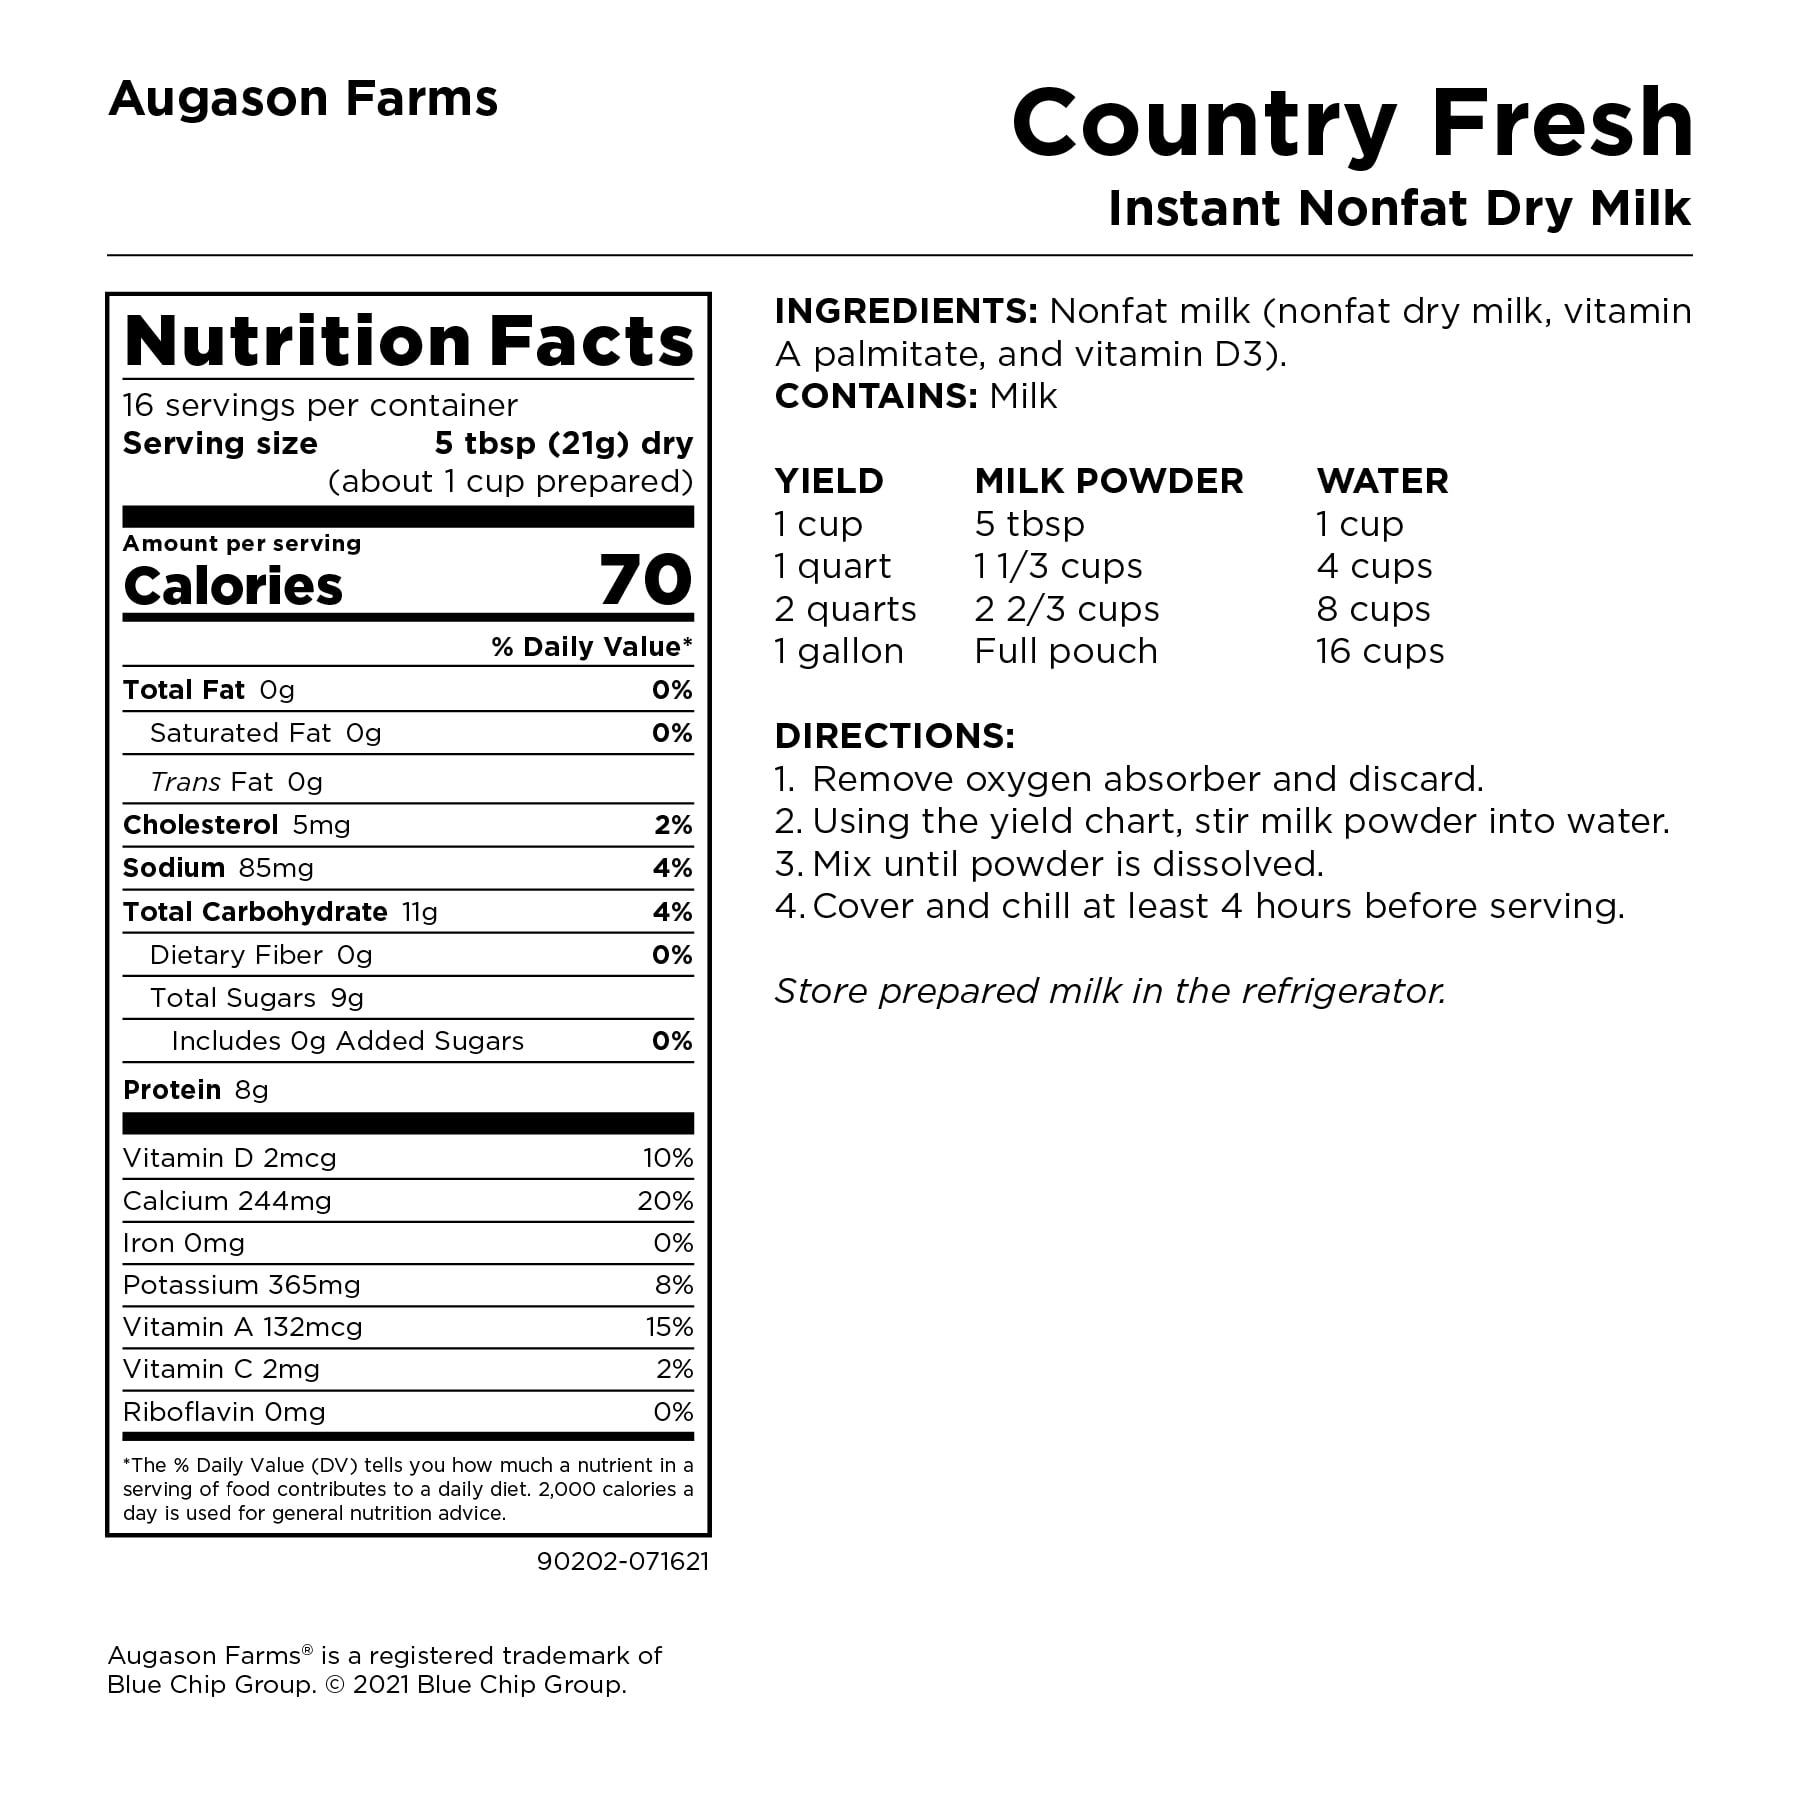 Augason Farms
Country Fresh
Instant Nonfat Dry Milk
Nutrition Facts
16 servings per container
Serving size 5 tbsp (21g) dry
(about 1 cup prepared)
Amount per serving
Calories 70
% Daily Value*
Total Fat 0g 0%
Saturated Fat 0g 0%
Trans Fat 0g
Cholesterol 5mg 2%
Sodium 85mg 4%
Total Carbohydrate 11g 4%
Dietary Fiber 0g 0%
Total Sugars 9g
Includes 0g Added Sugars 0%
Protein 8g
Vitamin D 2mcg 10%
Calcium 244mg 20%
Iron 0mg 0%
Potassium 365mg 8%
Vitamin A 132mcg 15%
Vitamin C 2mg 2%
Riboflavin 0mg 0%
*The % Daily Value (DV) tells you how much a nutrient in a
serving of food contributes to a daily diet. 2,000 calories a
day is used for general nutrition advice.
90202-071621
Augason Farms® is a registered trademark of
Blue Chip Group. © 2021 Blue Chip Group.
INGREDIENTS: Nonfat milk (nonfat dry milk, vitamin
A palmitate, and vitamin D3).
CONTAINS: Milk
YIELD MILK POWDER WATER
1 cup 5 tbsp 1 cup
1 quart 1 1/3 cups 4 cups
2 quarts 2 2/3 cups 8 cups
1 gallon Full pouch 16 cups
DIRECTIONS:
1. Remove oxygen absorber and discard.
2. Using the yield chart, stir milk powder into water.
3. Mix until powder is dissolved.
4. Cover and chill at least 4 hours before serving.
Store prepared milk in the refrigerator.